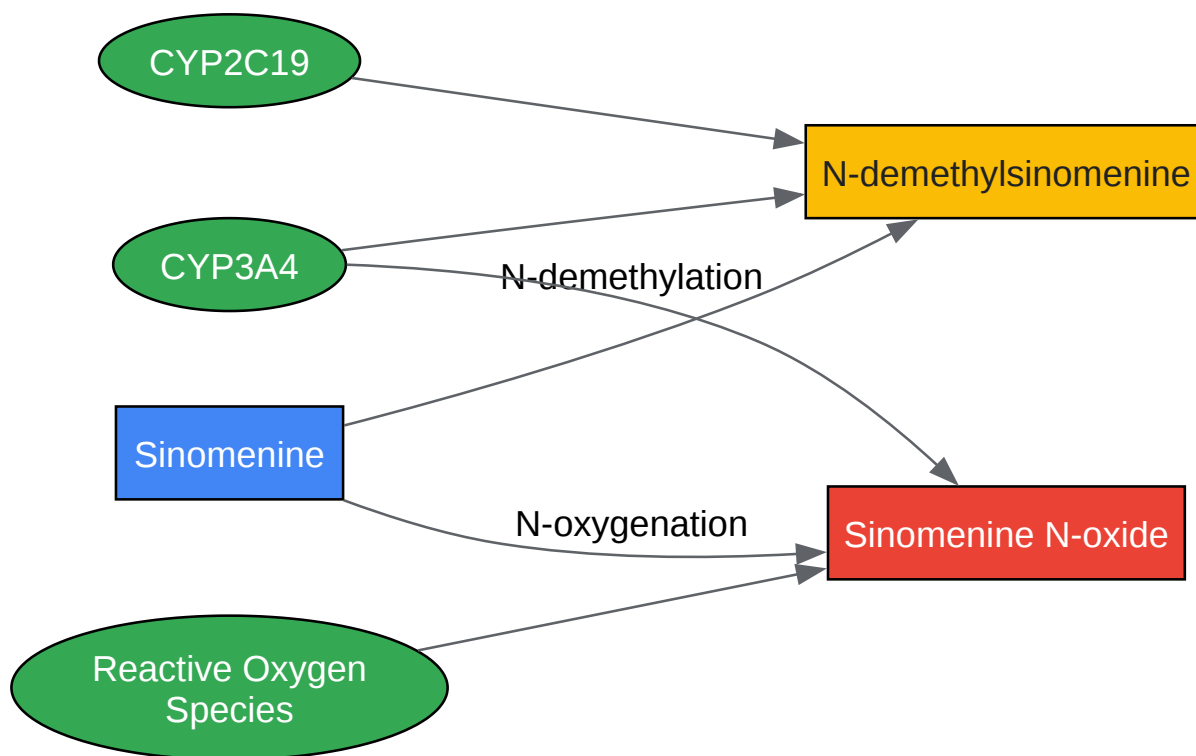 CYP2C19
N-demethylsinomenine
CYP3A4
N-demethylation
Sinomenine
N-oxygenation
Sinomenine N-oxide
Reactive Oxygen
Species